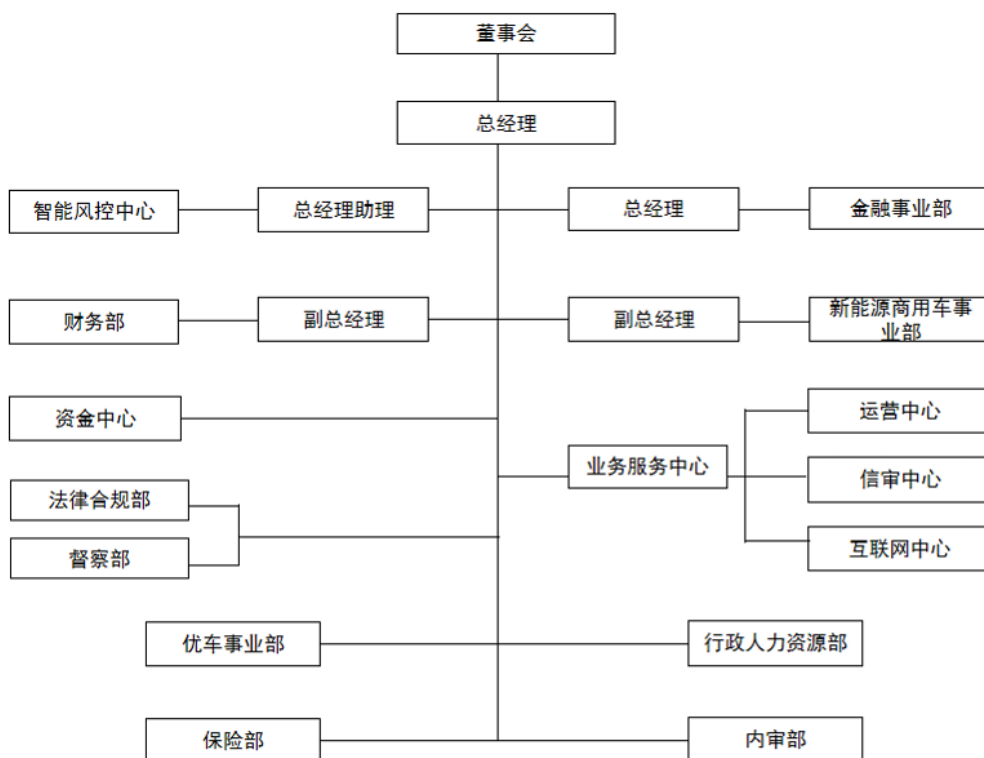 董事会
总经理
智能风控中心
总经理助理
总经理
金融事业部
财务部
副总经理
副总经理
新能源商用车事
业部
资金中心
运营中心
业务服务中心
信审中心
法律合规部
督察部
互联网中心
优车事业部
行政人力资源部
保险部
内审部